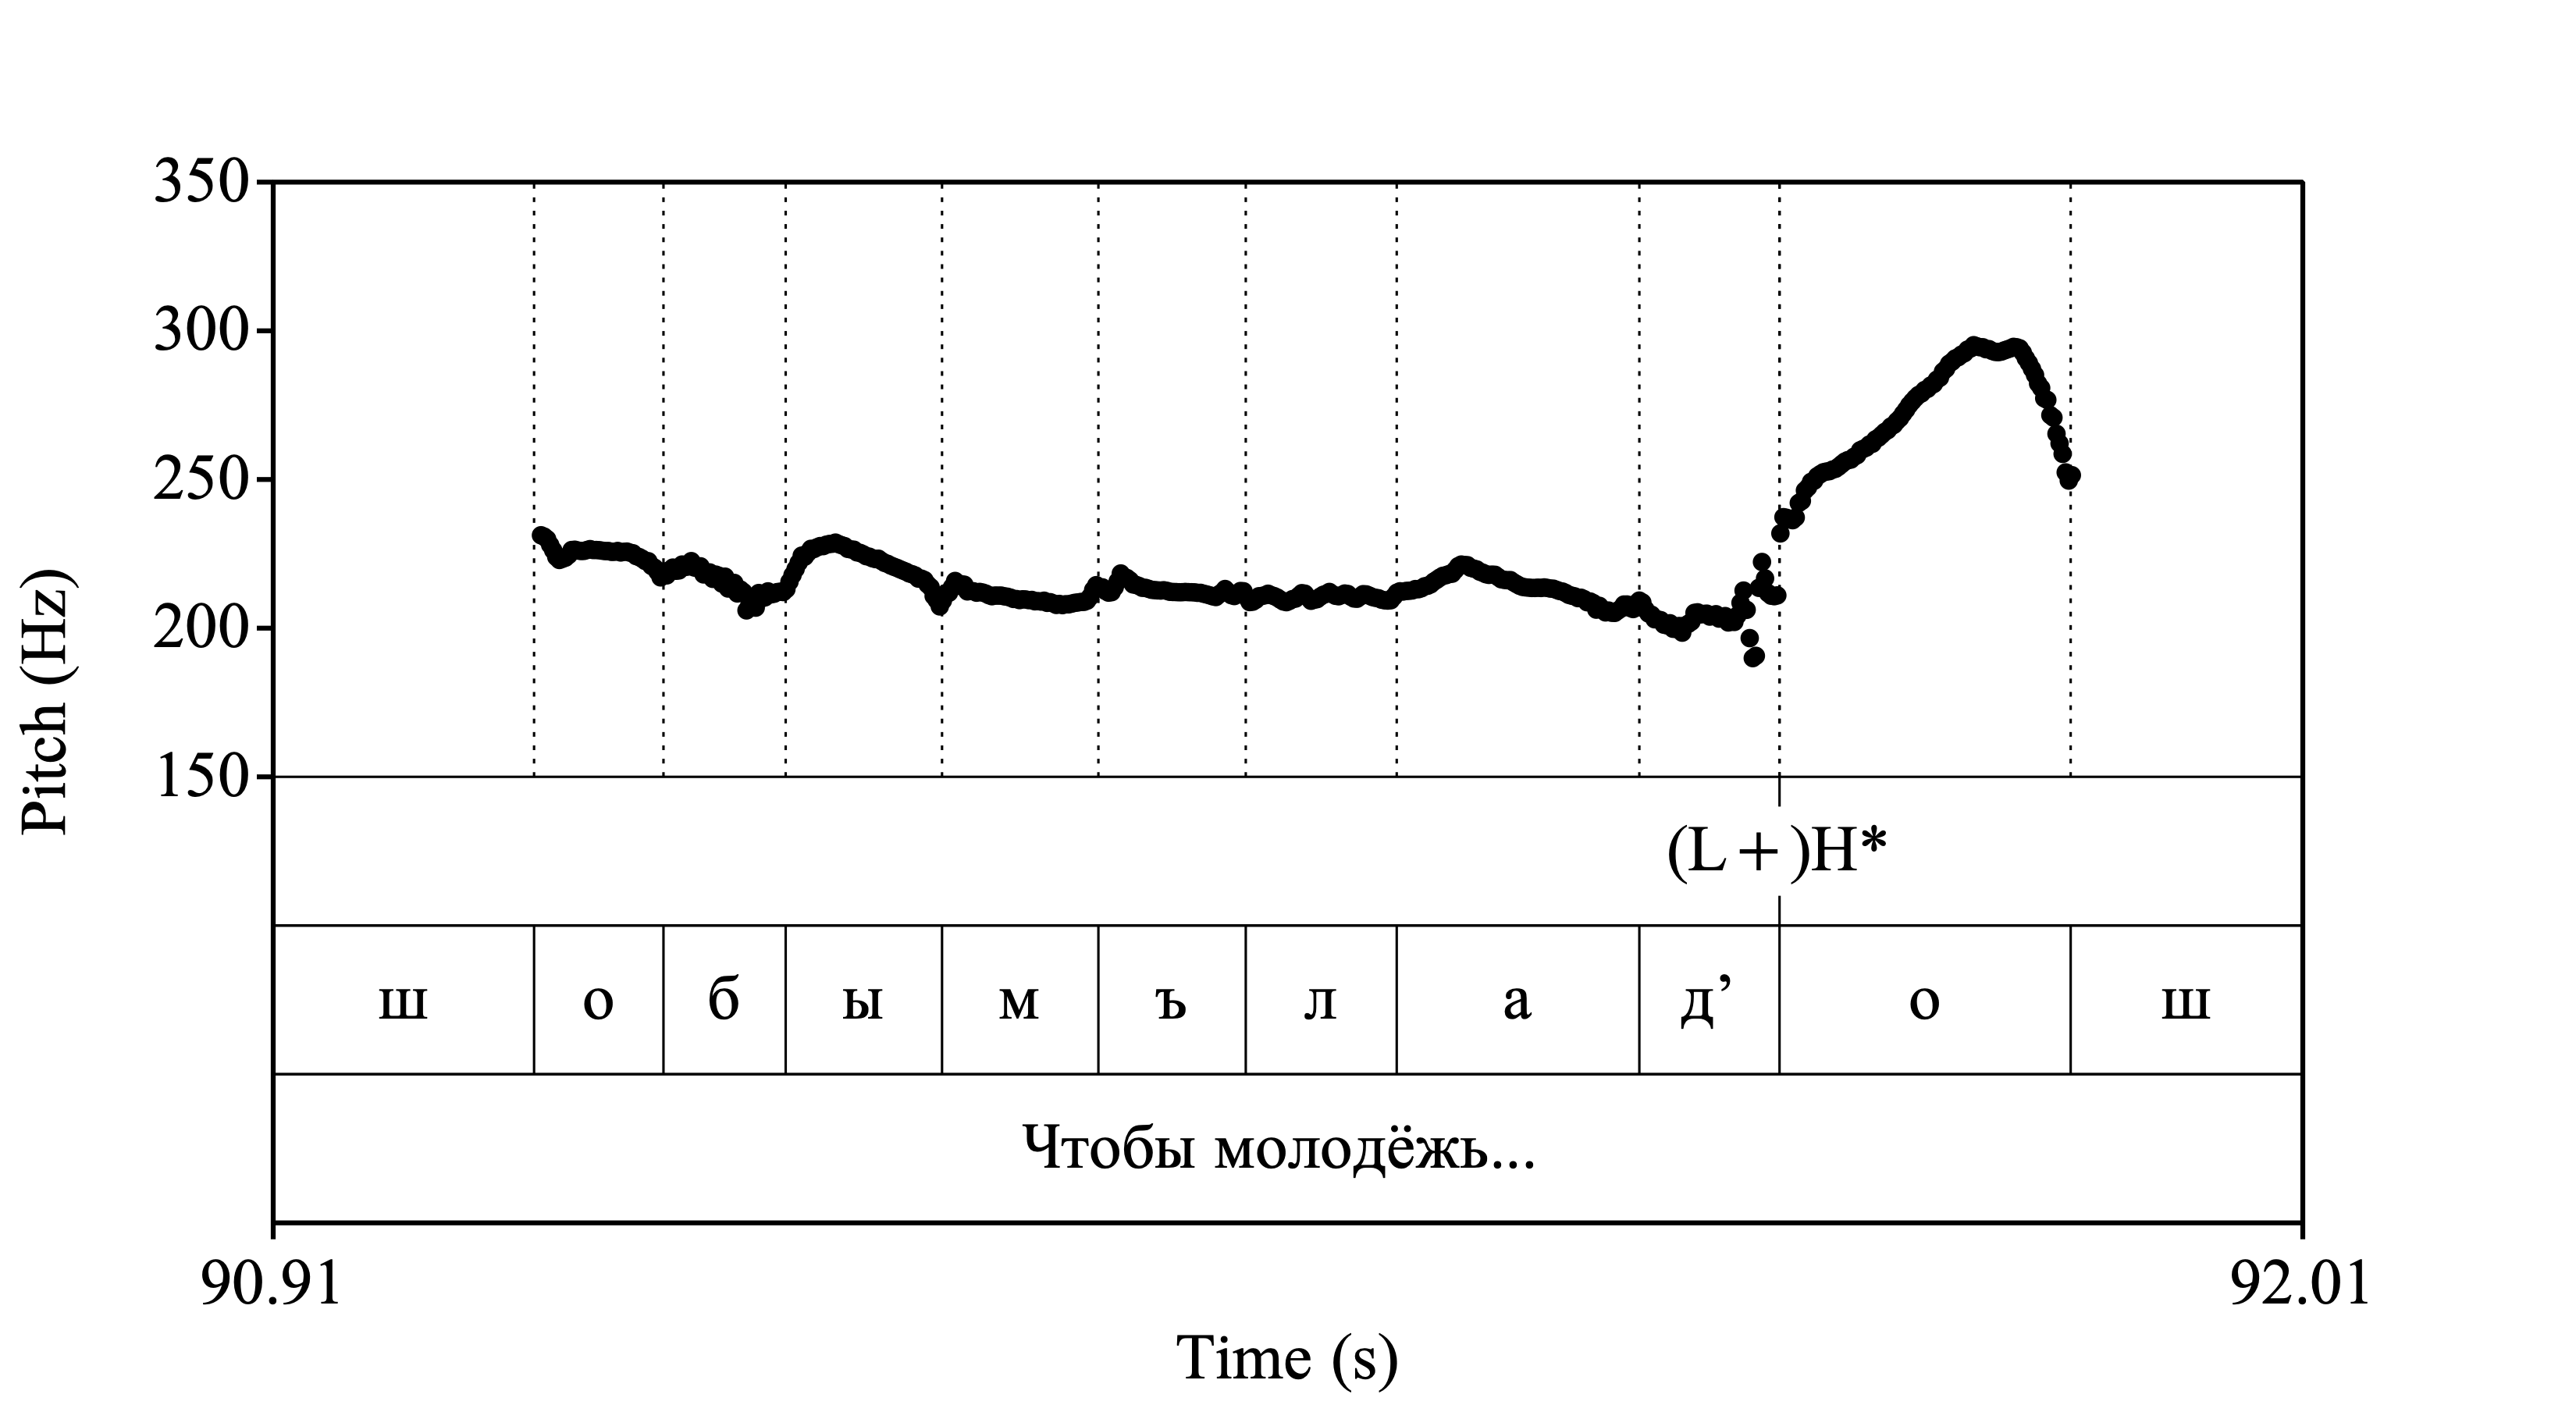 350
300
250
200
150
Pitch (Hz)
(L+)H*
ш о б ы м ъ л а д’ о ш
Чтобы молодёжь...
90.91 92.01
Time (s)